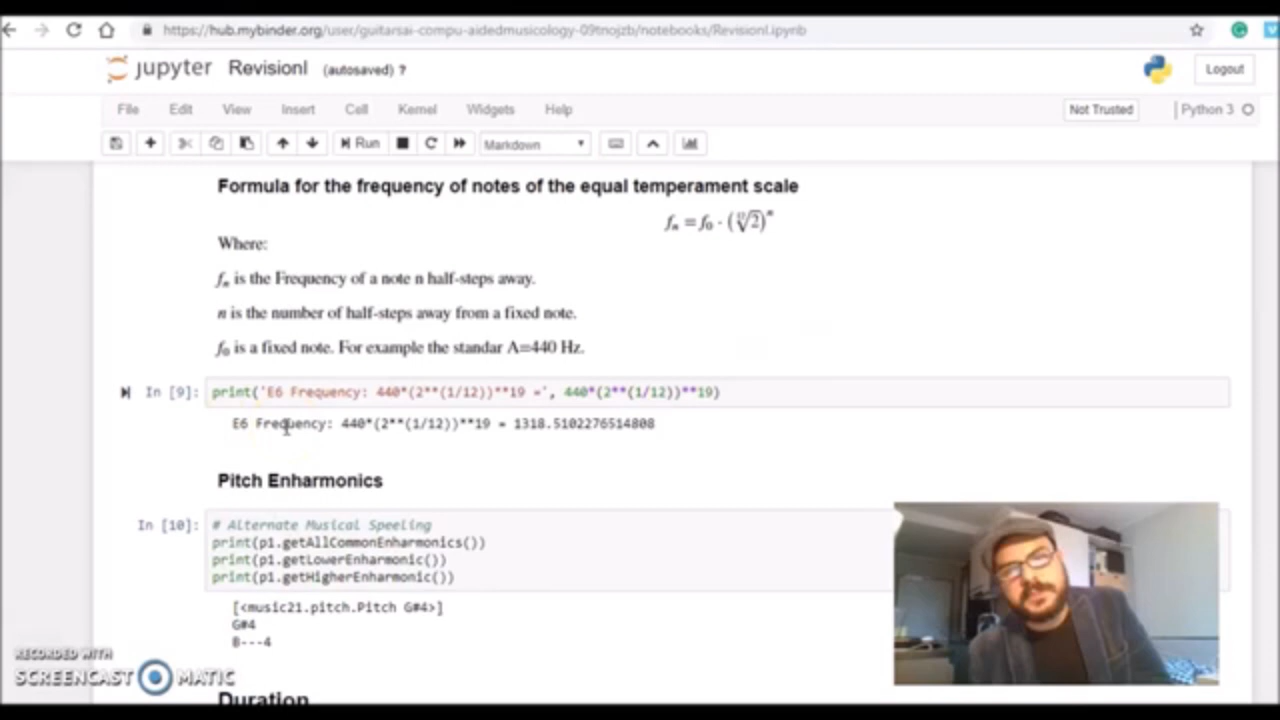 https://hub.mybinder.org/user/guitarsai-compu-aidedmusicology-09tnojzb/notebooks/RevisionI.ipynb
jupyter RevisionI (autosaved) ?
Logout
File Edit View Insert Cell Kernel Widgets Help
Not Trusted
Python 3
Run
Markdown
Formula for the frequency of notes of the equal temperament scale
fₙ = f₀ · (¹²√2)ⁿ
Where:
fₙ is the Frequency of a note n half-steps away.
n is the number of half-steps away from a fixed note.
f₀ is a fixed note. For example the standar A=440 Hz.
In [9]: print('E6 Frequency: 440*(2**(1/12))**19 =', 440*(2**(1/12))**19)
E6 Frequency: 440*(2**(1/12))**19 = 1318.5102276514808
Pitch Enharmonics
In [10]: # Alternate Musical Speeling
print(p1.getAllCommonEnharmonics())
print(p1.getLowerEnharmonic())
print(p1.getHigherEnharmonic())
[<music21.pitch.Pitch G#4>]
G#4
B---4
Duration
RECORDED WITH
SCREENCAST MATIC